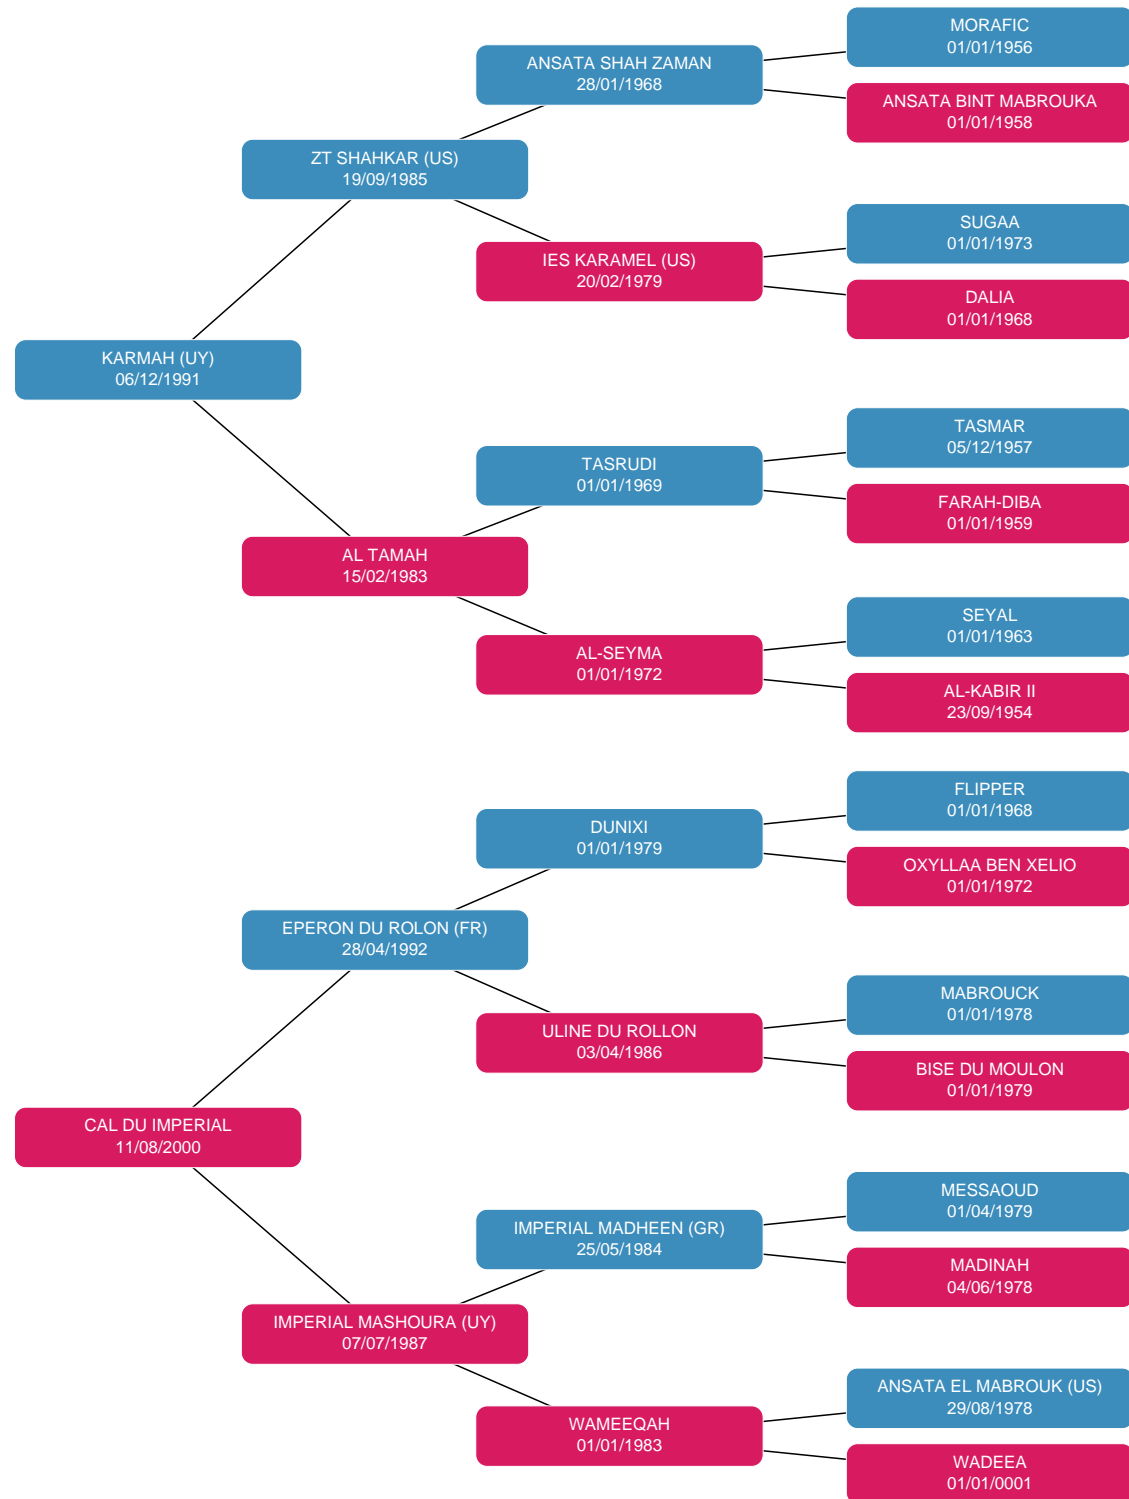 MORAFIC
01/01/1956
ANSATA SHAH ZAMAN
28/01/1968
ANSATA BINT MABROUKA
01/01/1958
ZT SHAHKAR (US)
19/09/1985
SUGAA
01/01/1973
IES KARAMEL (US)
20/02/1979
DALIA
01/01/1968
KARMAH (UY)
06/12/1991
TASMAR
05/12/1957
TASRUDI
01/01/1969
FARAH-DIBA
01/01/1959
AL TAMAH
15/02/1983
SEYAL
01/01/1963
AL-SEYMA
01/01/1972
AL-KABIR II
23/09/1954
FLIPPER
01/01/1968
DUNIXI
01/01/1979
OXYLLAA BEN XELIO
01/01/1972
EPERON DU ROLON (FR)
28/04/1992
MABROUCK
01/01/1978
ULINE DU ROLLON
03/04/1986
BISE DU MOULON
01/01/1979
CAL DU IMPERIAL
11/08/2000
MESSAOUD
01/04/1979
IMPERIAL MADHEEN (GR)
25/05/1984
MADINAH
04/06/1978
IMPERIAL MASHOURA (UY)
07/07/1987
ANSATA EL MABROUK (US)
29/08/1978
WAMEEQAH
01/01/1983
WADEEA
01/01/0001